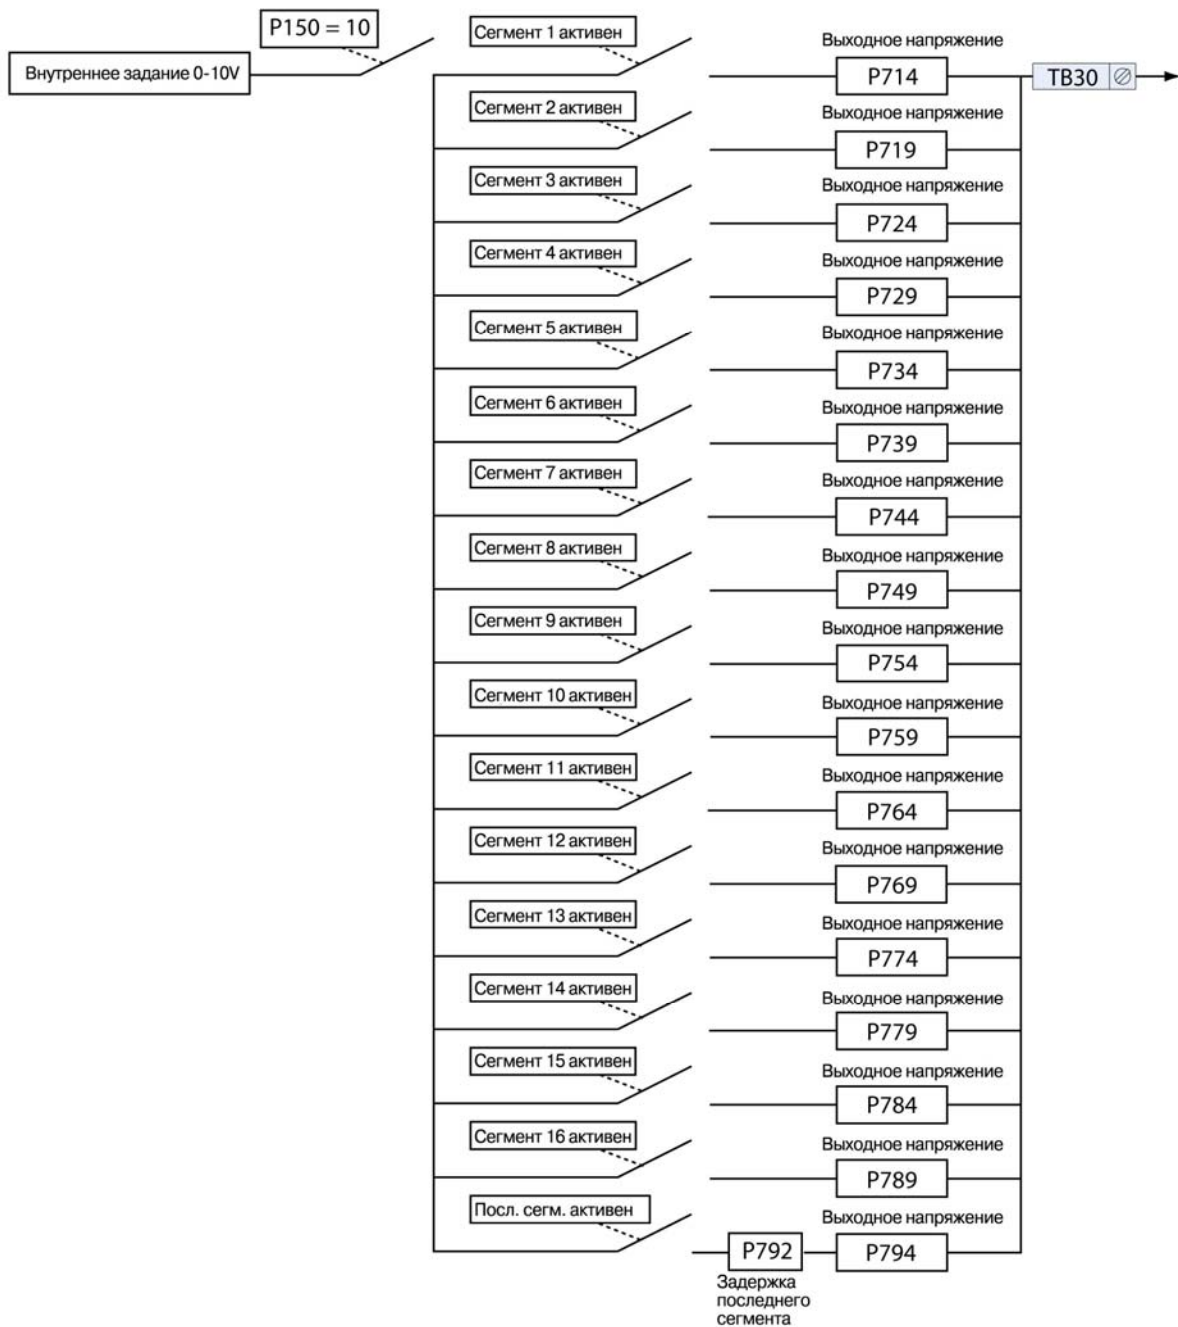 P150 = 10
Внутреннее задание 0-10V
Сегмент 1 активен
Выходное напряжение
P714
TB30
Сегмент 2 активен
Выходное напряжение
P719
Сегмент 3 активен
Выходное напряжение
P724
Сегмент 4 активен
Выходное напряжение
P729
Сегмент 5 активен
Выходное напряжение
P734
Сегмент 6 активен
Выходное напряжение
P739
Сегмент 7 активен
Выходное напряжение
P744
Сегмент 8 активен
Выходное напряжение
P749
Сегмент 9 активен
Выходное напряжение
P754
Сегмент 10 активен
Выходное напряжение
P759
Сегмент 11 активен
Выходное напряжение
P764
Сегмент 12 активен
Выходное напряжение
P769
Сегмент 13 активен
Выходное напряжение
P774
Сегмент 14 активен
Выходное напряжение
P779
Сегмент 15 активен
Выходное напряжение
P784
Сегмент 16 активен
Выходное напряжение
P789
Посл. сегм. активен
Выходное напряжение
P792
P794
Задержка
последнего
сегмента